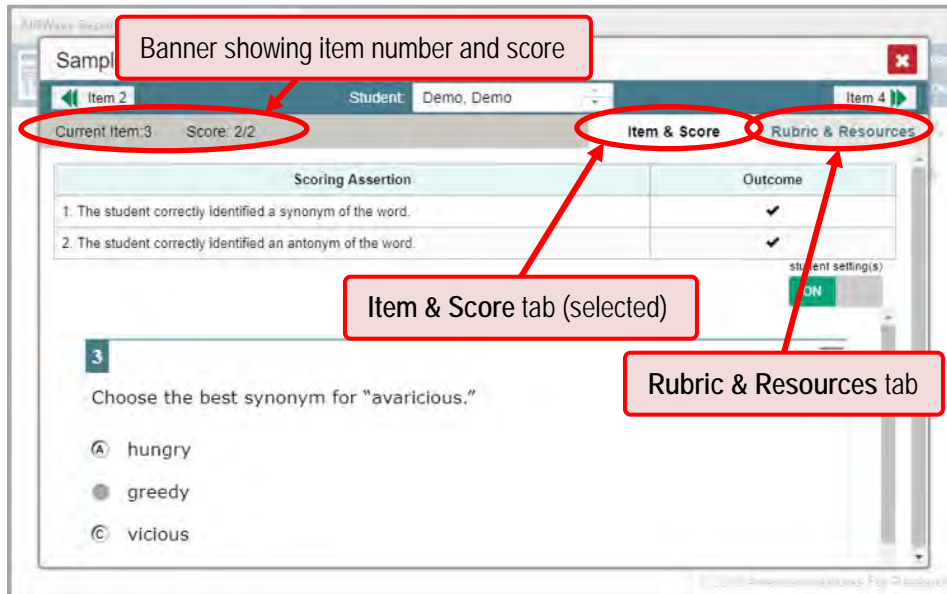 AIRWays Repor
Banner showing item number and score
Sampl
Item 2
Student: Demo, Demo
Item 4
Current Item:3 Score: 2/2
Item & Score
Rubric & Resources
Scoring Assertion Outcome
1. The student correctly identified a synonym of the word.
2. The student correctly identified an antonym of the word.
student setting(s)
ON
Item & Score tab (selected)
Rubric & Resources tab
3
Choose the best synonym for “avaricious.”
A hungry
greedy
C vicious